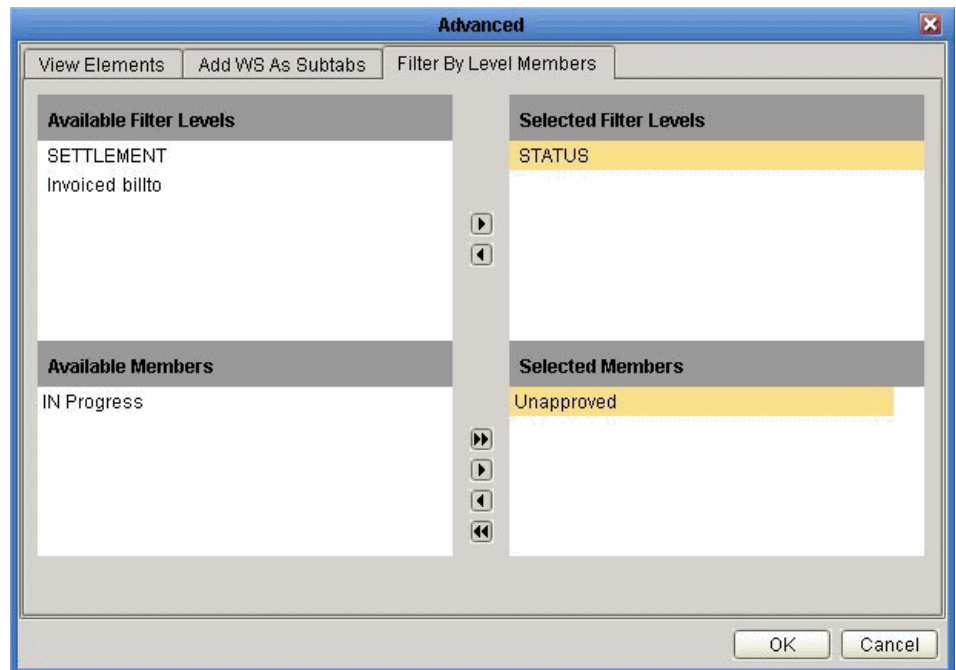 Advanced
View Elements
Add WS As Subtabs
Filter By Level Members
Available Filter Levels
SETTLEMENT
Invoiced billto
Selected Filter Levels
STATUS
Available Members
IN Progress
Selected Members
Unapproved
OK
Cancel